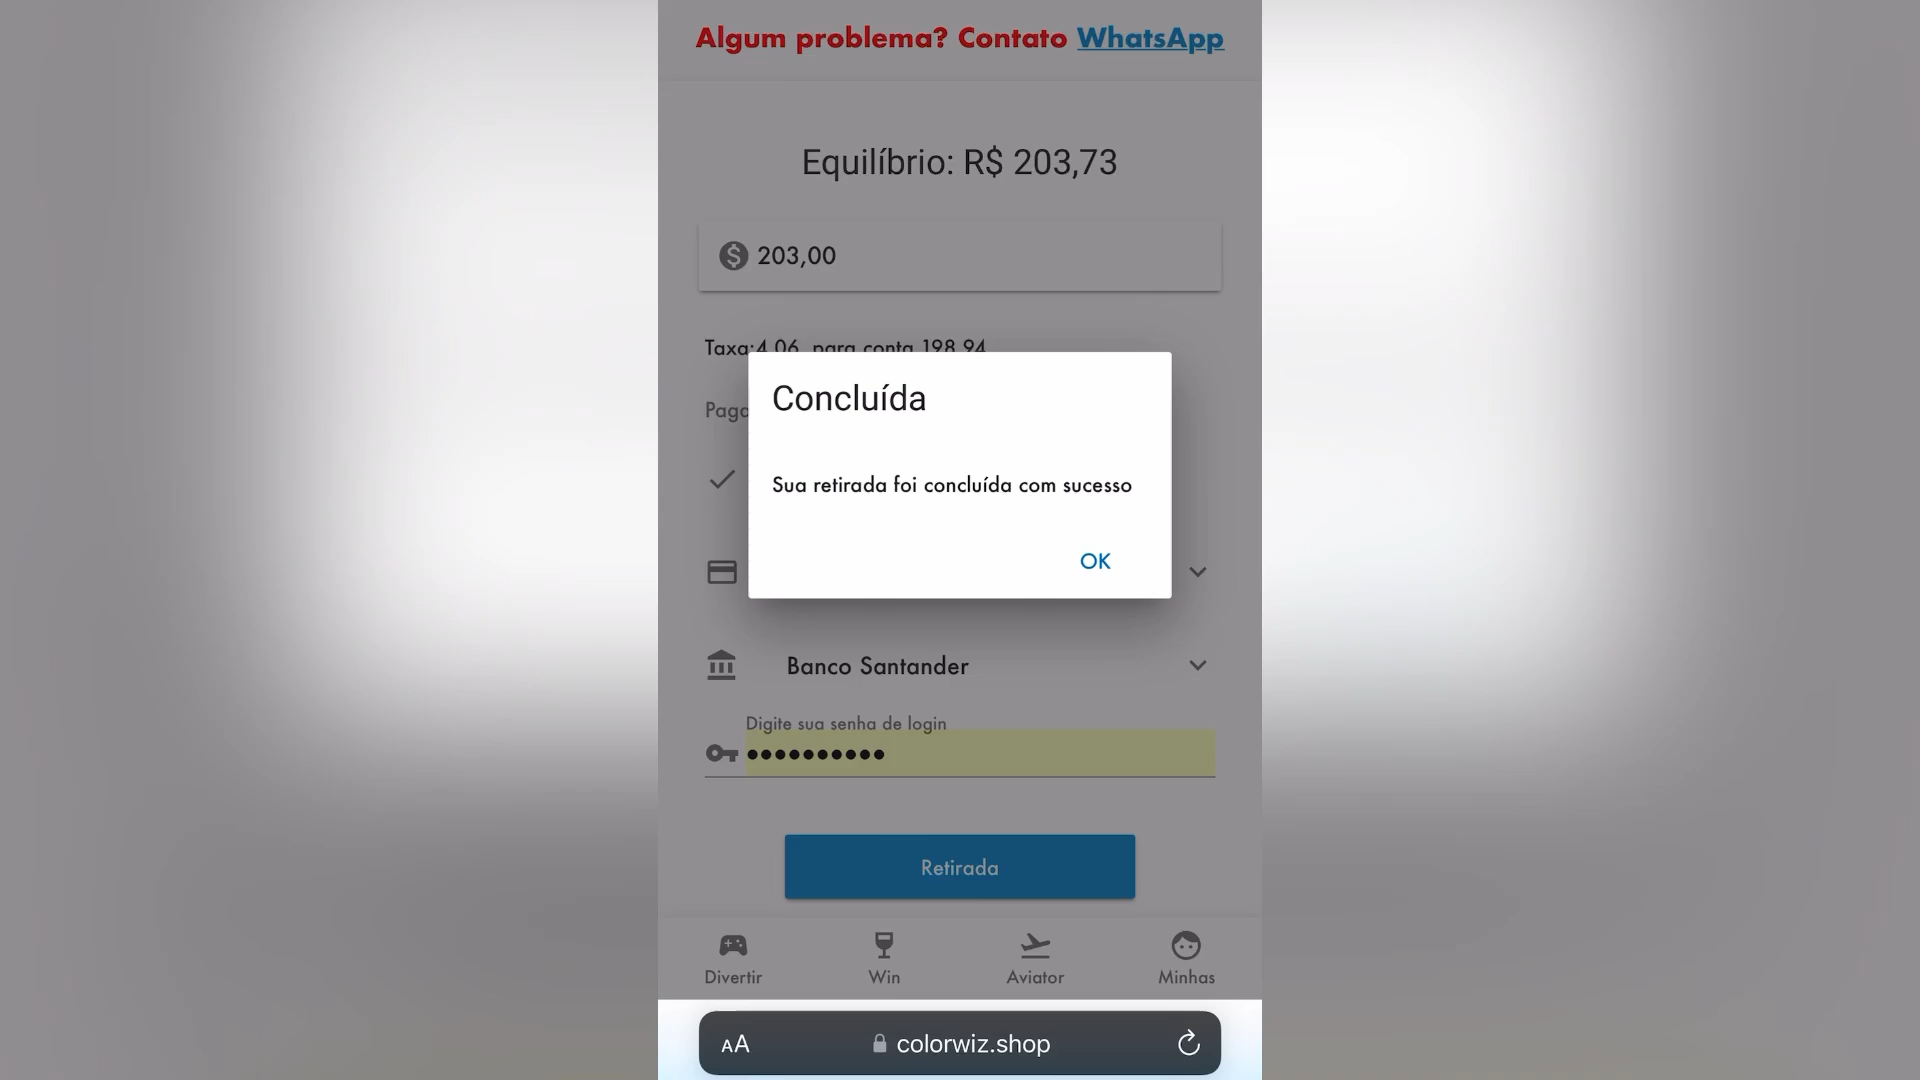 Algum problema? Contato WhatsApp
Equilíbrio: R$ 203,73
203,00
Taxa:4,06, para conta 198,94
Concluída
Sua retirada foi concluída com sucesso
OK
Banco Santander
Digite sua senha de login
••••••••••
Retirada
Divertir Win Aviator Minhas
AA colorwiz.shop